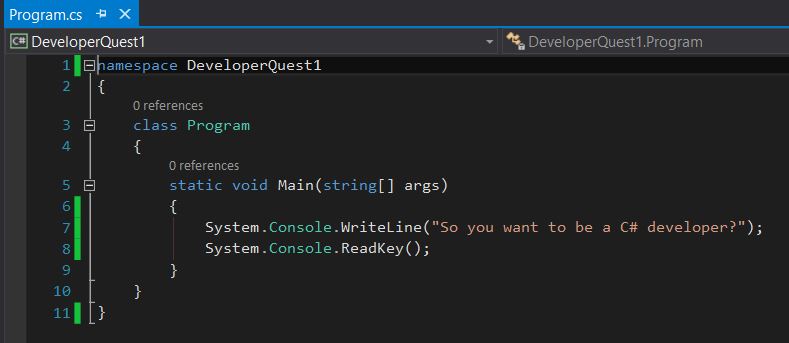 Program.cs
C# DeveloperQuest1 DeveloperQuest1.Program
1 namespace DeveloperQuest1
2 {
0 references
3 class Program
4 {
0 references
5 static void Main(string[] args)
6 {
7 System.Console.WriteLine("So you want to be a C# developer?");
8 System.Console.ReadKey();
9 }
10 }
11 }